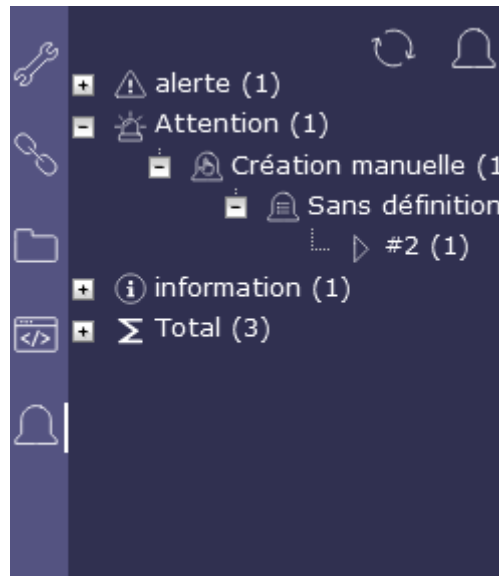 alerte (1)
Attention (1)
Création manuelle (1
Sans définition
#2 (1)
information (1)
Σ Total (3)